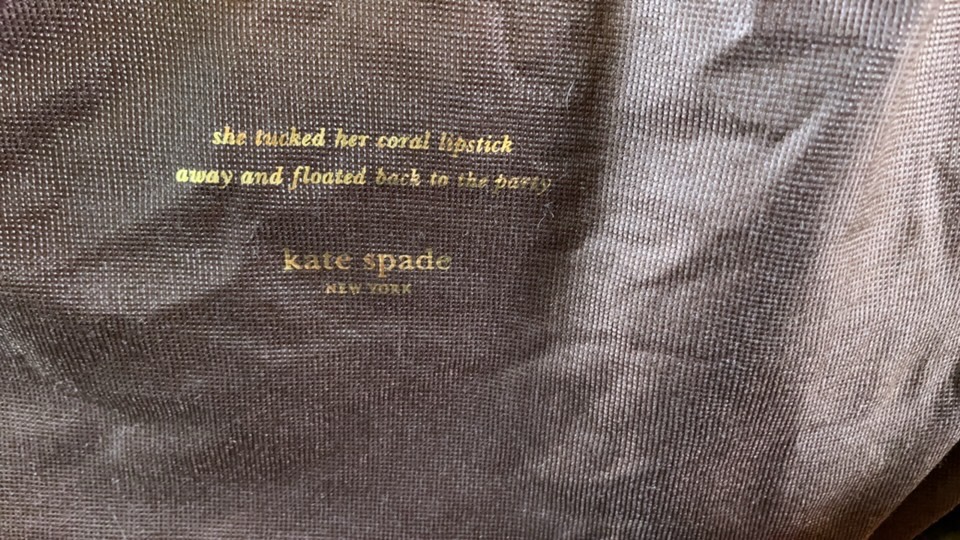 she tucked her coral lipstick
away and floated back to the party
kate spade
NEW YORK